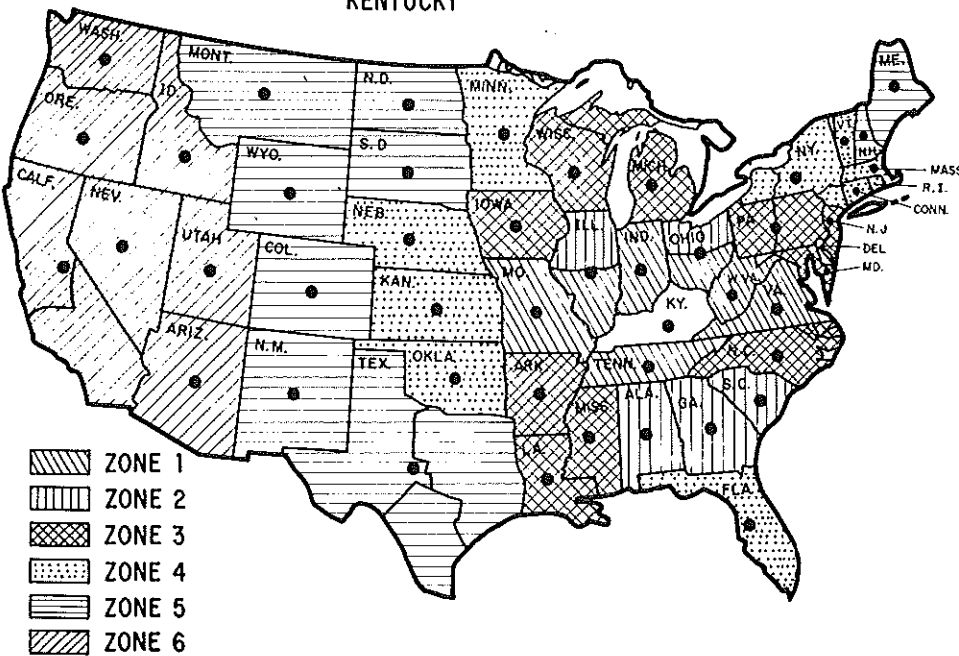 KENTUCKY
WASH.
MONT.
N.D.
MINN.
ME.
ORE.
ID.
WISS.
VT.
N.H.
S.D
WYO.
MICH.
N.Y.
MASS
R.I.
CONN.
CALF.
NEV.
IOWA
PA.
N.J
NEB.
ILL.
IND.
OHIO
DEL
UTAH
COL.
MD.
MO.
W.VA.
VA.
KAN.
KY.
ARIZ.
N.M.
TEX.
OKLA.
ARK.
TENN.
N.C.
S.C.
ALA.
GA.
MISS.
LA.
FLA.
ZONE 1
ZONE 2
ZONE 3
ZONE 4
ZONE 5
ZONE 6